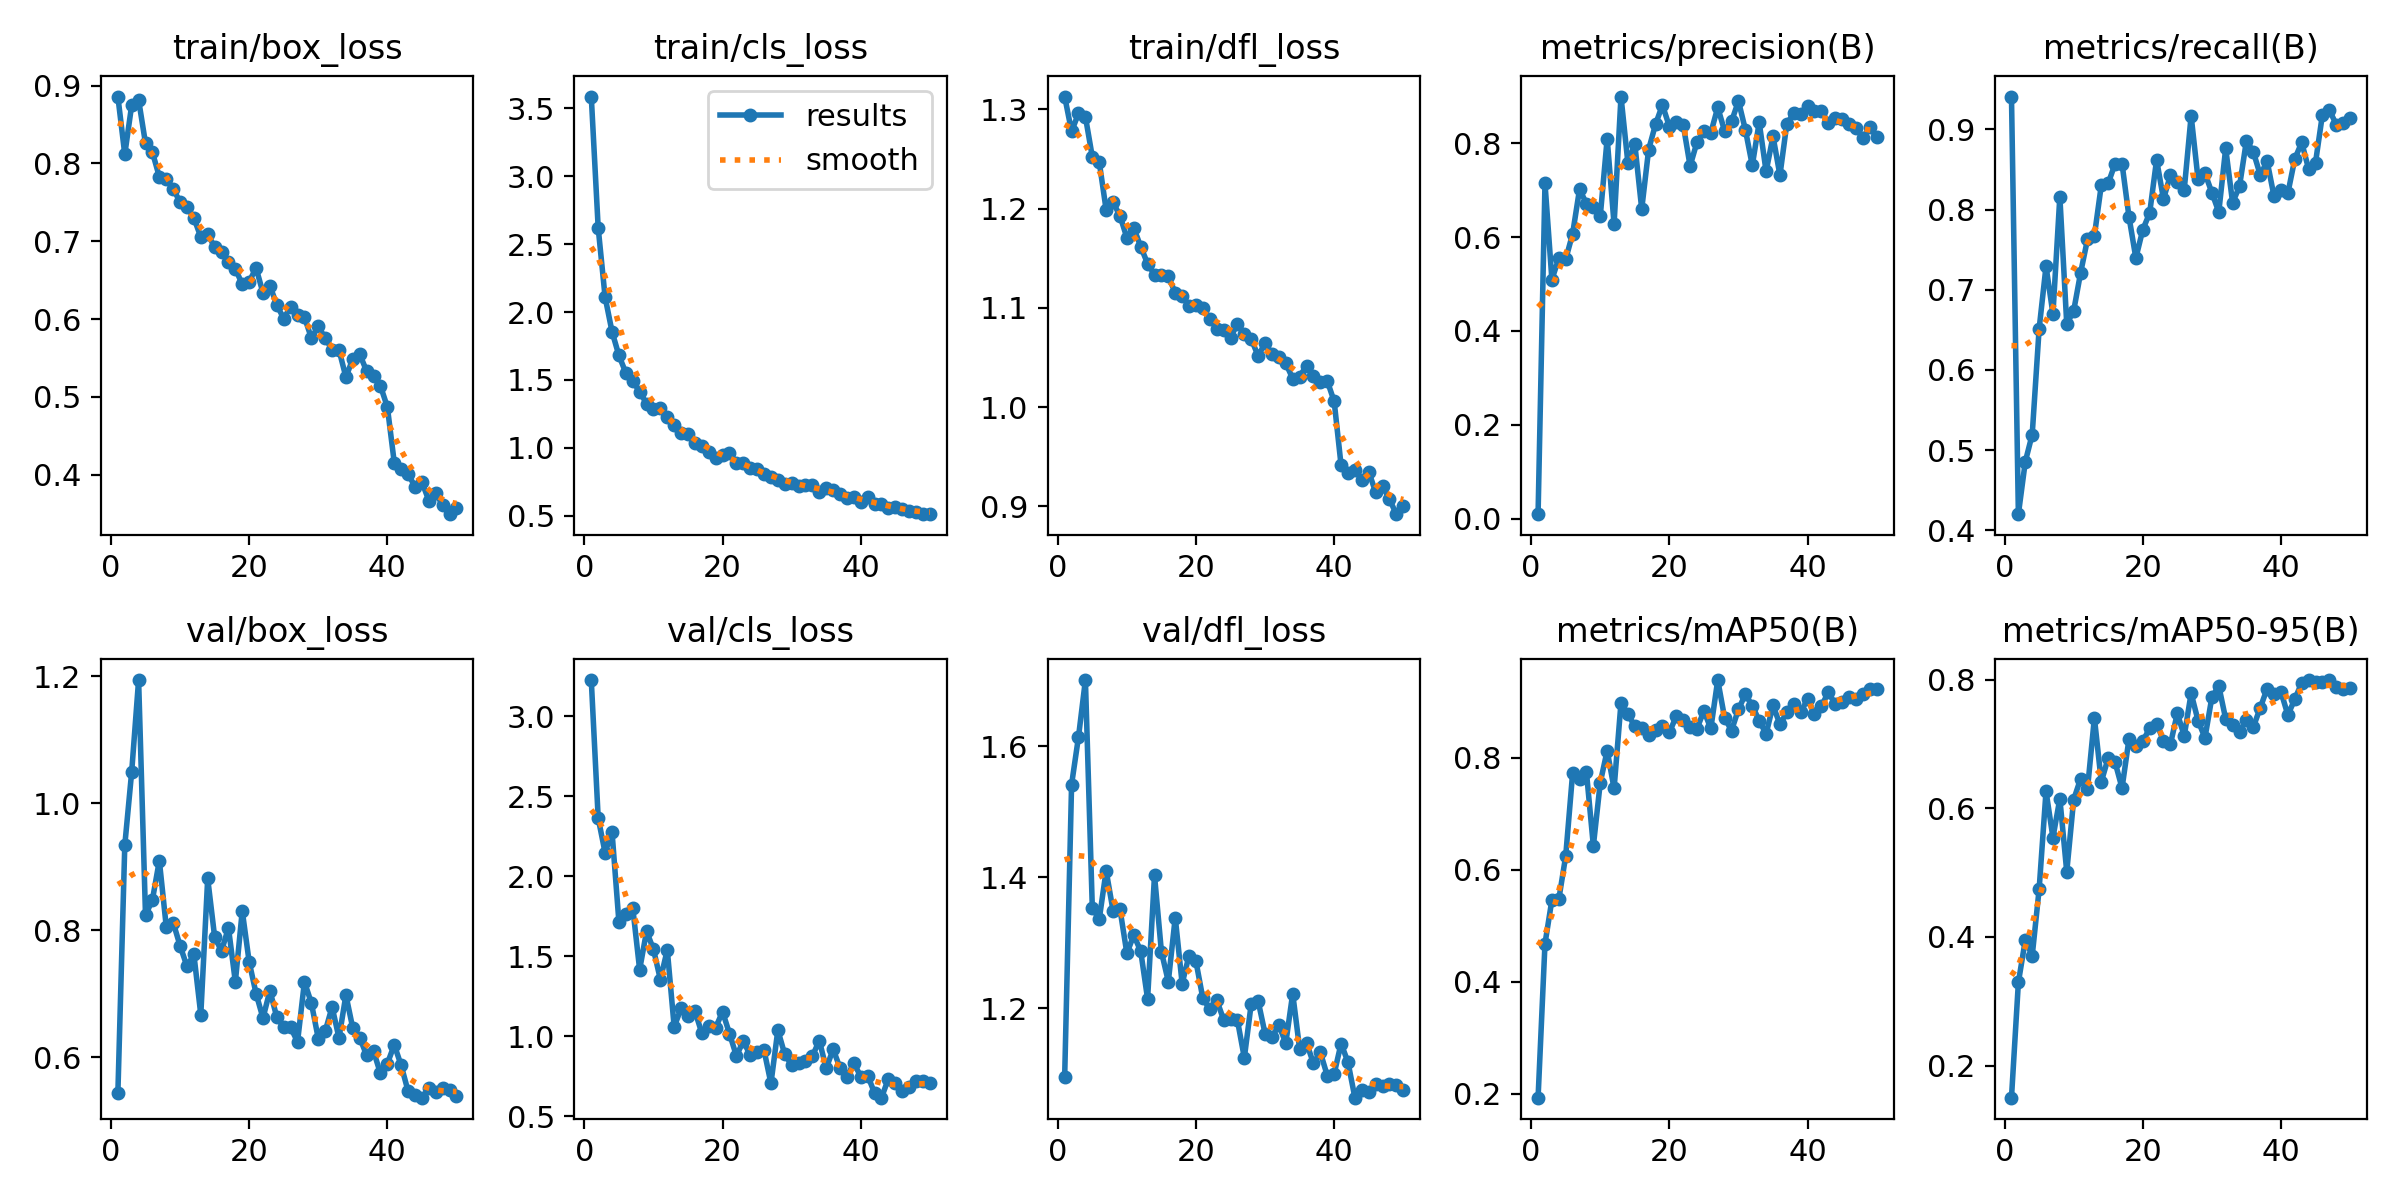 train/box_loss
0.9
0.8
0.7
0.6
0.5
0.4
0 20 40
train/cls_loss
results
smooth
3.5
3.0
2.5
2.0
1.5
1.0
0.5
0 20 40
train/dfl_loss
1.3
1.2
1.1
1.0
0.9
0 20 40
metrics/precision(B)
0.8
0.6
0.4
0.2
0.0
0 20 40
metrics/recall(B)
0.9
0.8
0.7
0.6
0.5
0.4
0 20 40
val/box_loss
1.2
1.0
0.8
0.6
0 20 40
val/cls_loss
3.0
2.5
2.0
1.5
1.0
0.5
0 20 40
val/dfl_loss
1.6
1.4
1.2
0 20 40
metrics/mAP50(B)
0.8
0.6
0.4
0.2
0 20 40
metrics/mAP50-95(B)
0.8
0.6
0.4
0.2
0 20 40